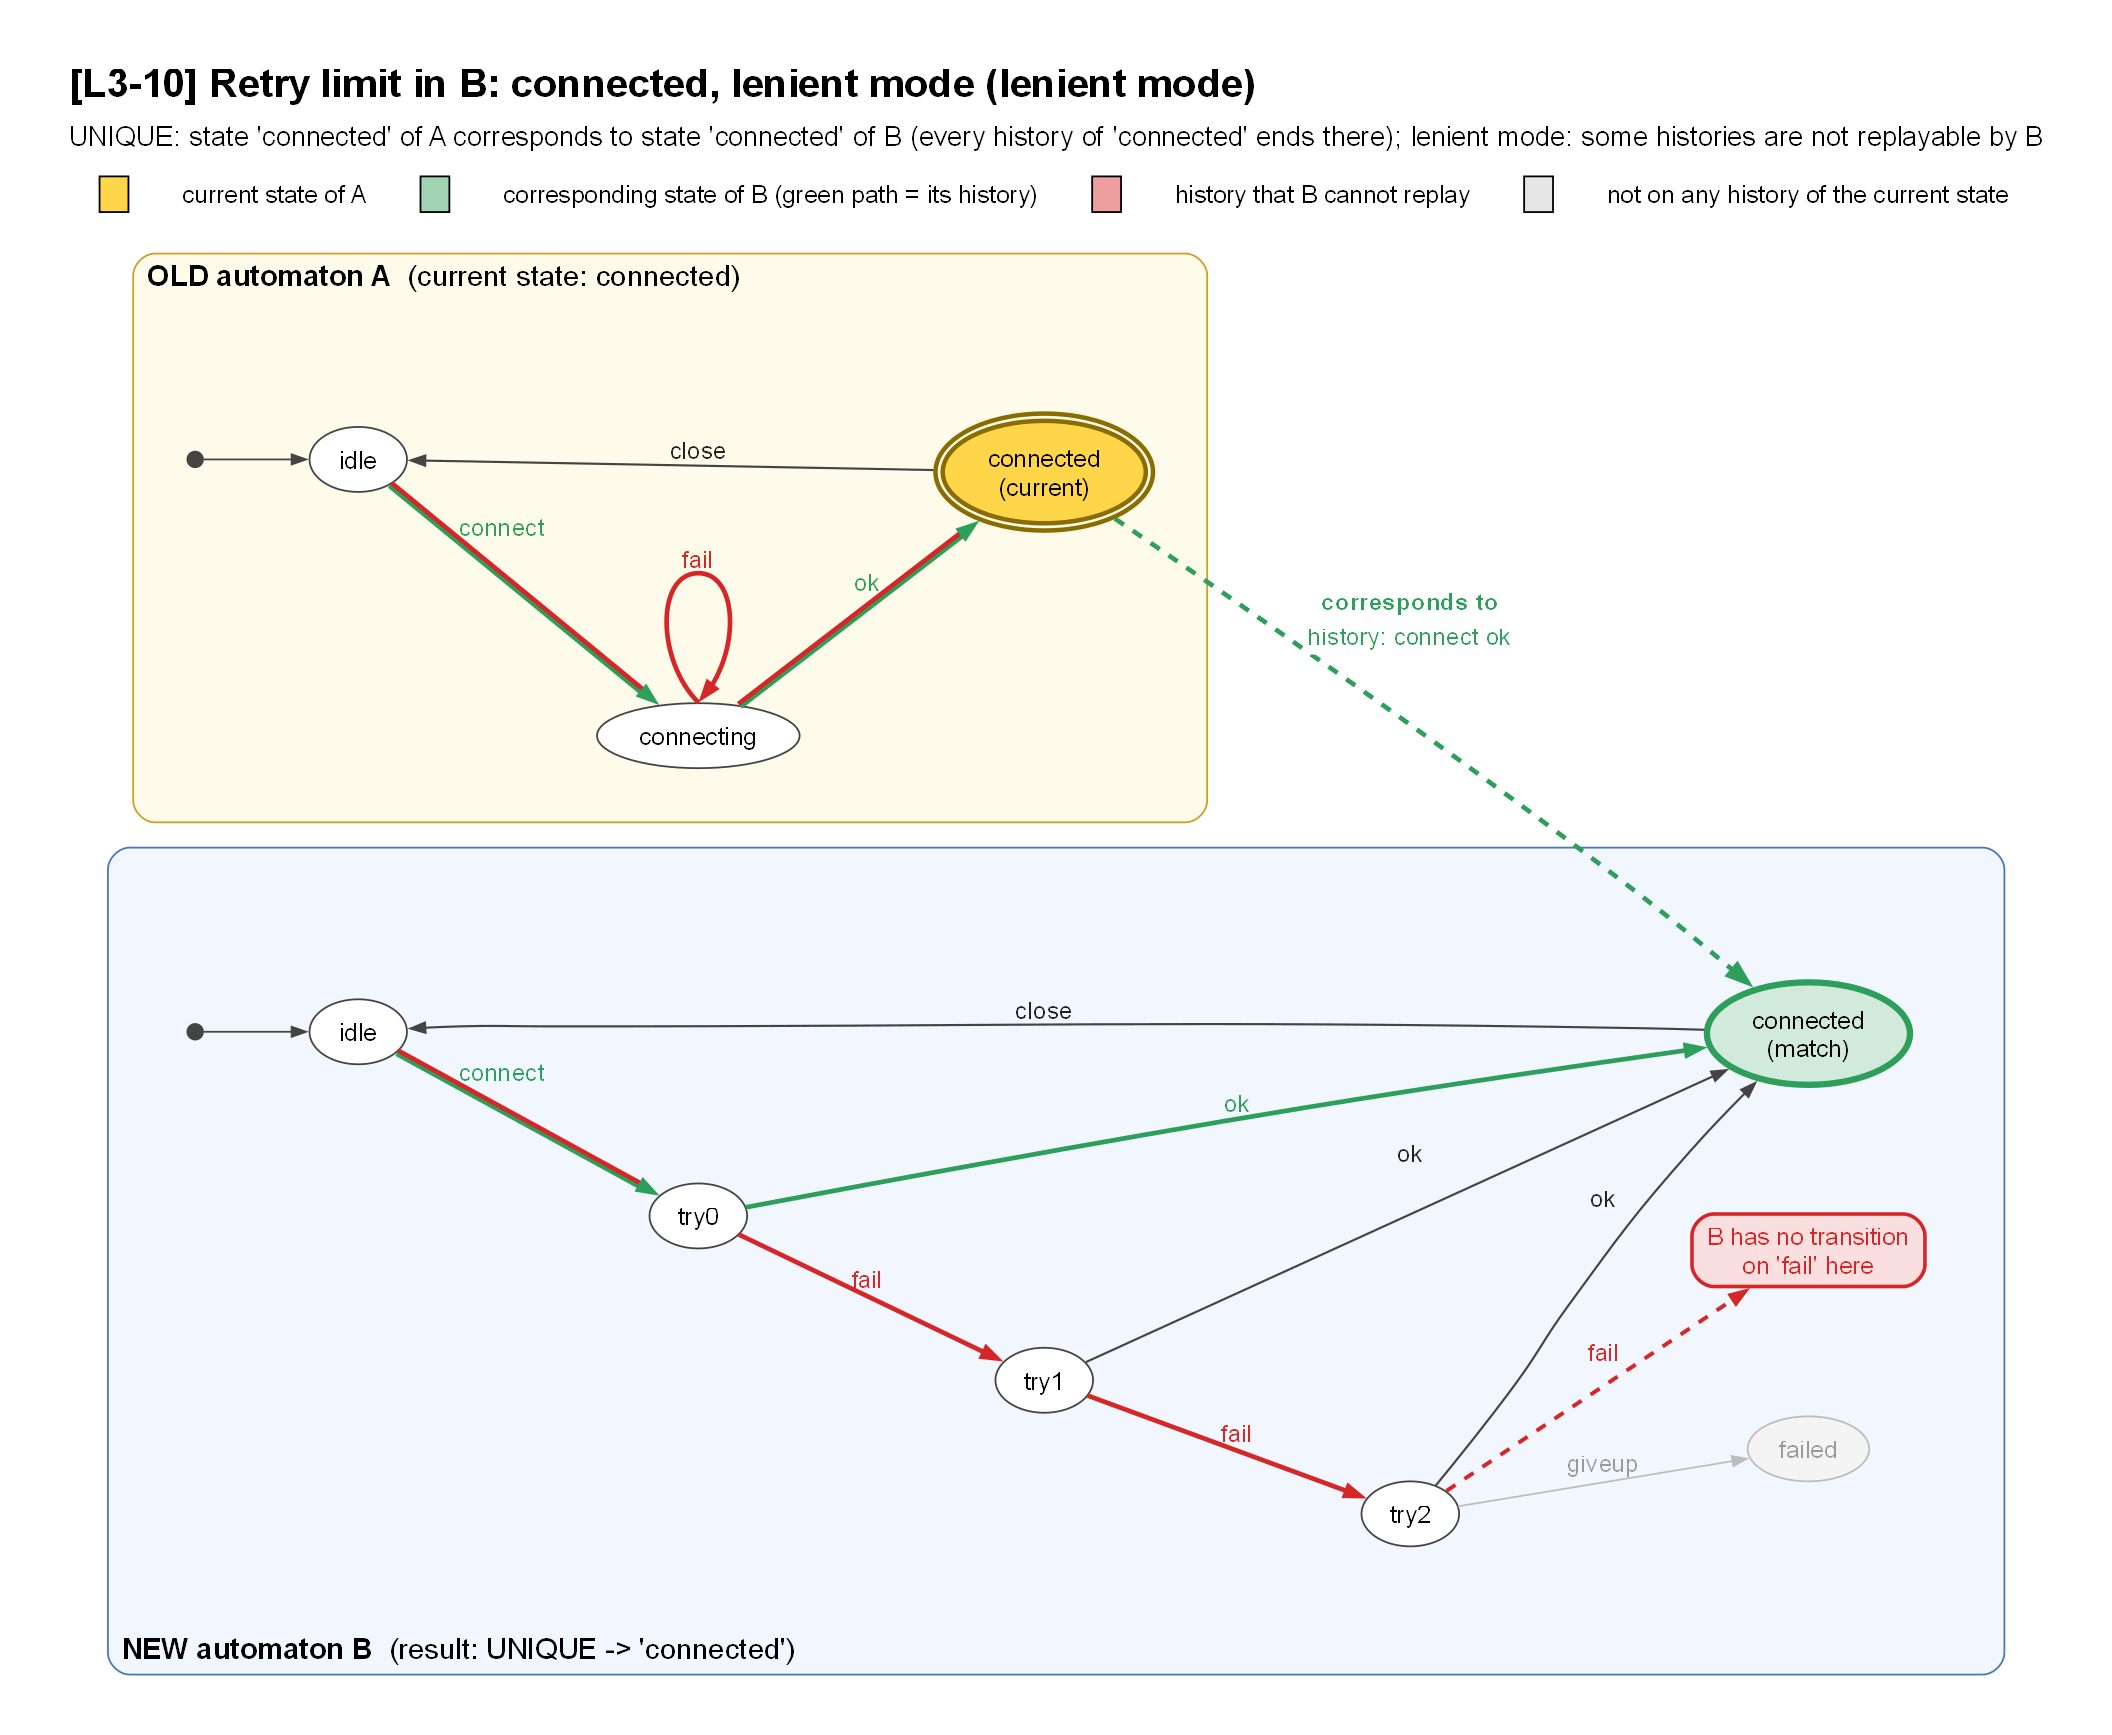 [L3-10] Retry limit in B: connected, lenient mode (lenient mode)
UNIQUE: state 'connected' of A corresponds to state 'connected' of B (every history of 'connected' ends there); lenient mode: some histories are not replayable by B
current state of A
corresponding state of B (green path = its history)
history that B cannot replay
not on any history of the current state
OLD automaton A (current state: connected)
idle
close
connected
(current)
connect
fail
ok
connecting
corresponds to
history: connect ok
idle
close
connected
(match)
connect
ok
try0
ok
ok
B has no transition
on 'fail' here
fail
try1
fail
fail
giveup
failed
try2
NEW automaton B (result: UNIQUE -> 'connected')